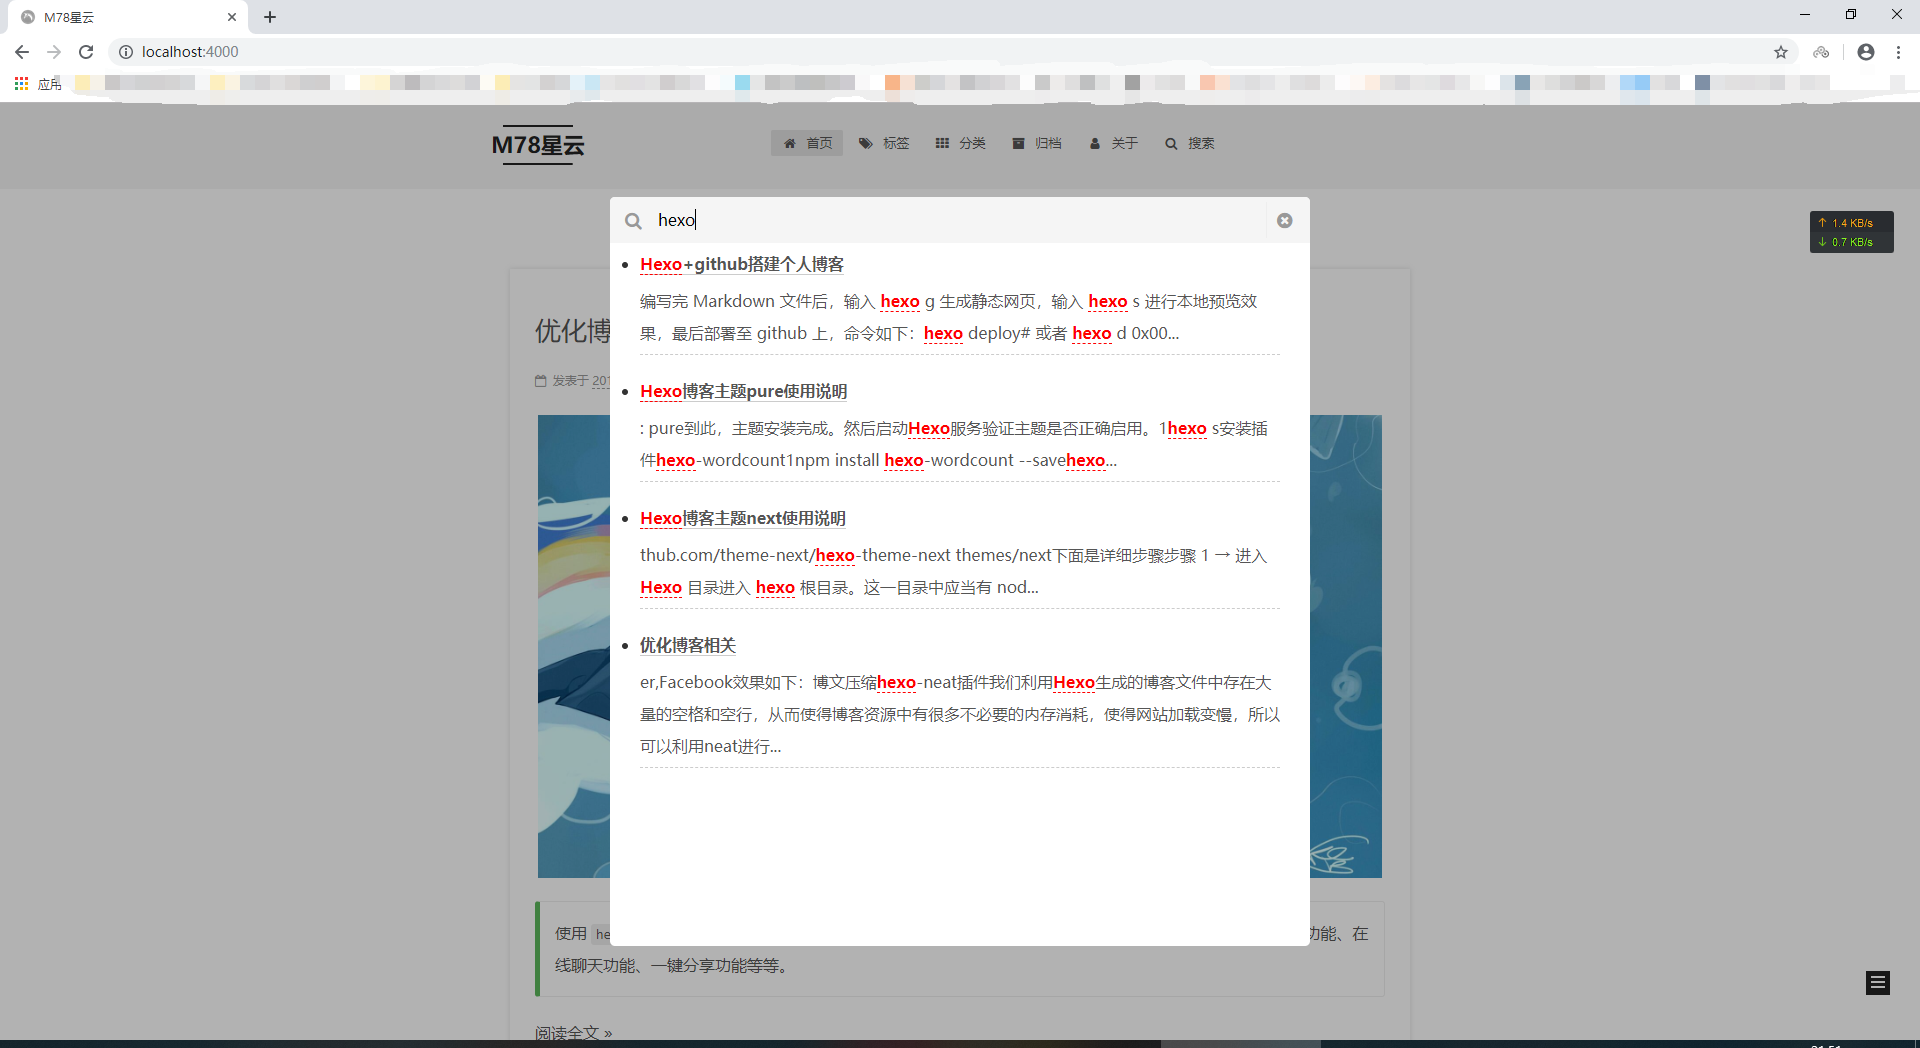 M78星云
localhost:4000
应用
M78星云
首页 标签 分类 归档 关于 搜索
hexo
↑ 1.4 KB/s
↓ 0.7 KB/s
Hexo+github搭建个人博客
编写完 Markdown 文件后，输入 hexo g 生成静态网页，输入 hexo s 进行本地预览效
果，最后部署至 github 上，命令如下：hexo deploy# 或者 hexo d 0x00...
优化博
发表于 201
Hexo博客主题pure使用说明
: pure到此，主题安装完成。然后启动Hexo服务验证主题是否正确启用。1hexo s安装插
件hexo-wordcount1npm install hexo-wordcount --savehexo...
Hexo博客主题next使用说明
thub.com/theme-next/hexo-theme-next themes/next下面是详细步骤步骤 1 → 进入
Hexo 目录进入 hexo 根目录。这一目录中应当有 nod...
优化博客相关
er,Facebook效果如下：博文压缩hexo-neat插件我们利用Hexo生成的博客文件中存在大
量的空格和空行，从而使得博客资源中有很多不必要的内存消耗，使得网站加载变慢，所以
可以利用neat进行...
使用 he 功能、在
线聊天功能、一键分享功能等等。
阅读全文 »